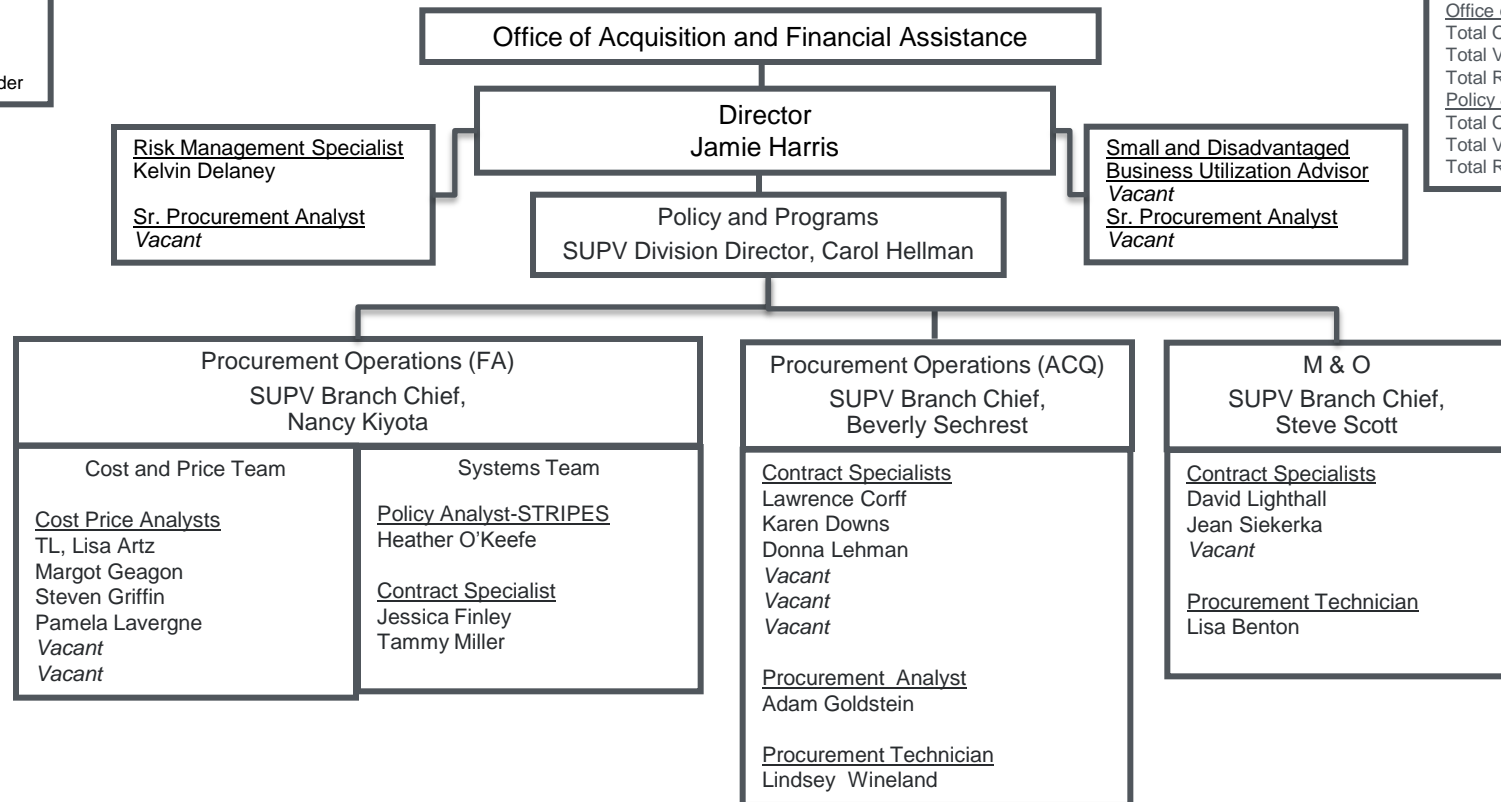 Office of Acquisition and Financial Assistance
Director
Jamie Harris
Risk Management Specialist
Kelvin Delaney
Sr. Procurement Analyst
Vacant
Small and Disadvantaged
Business Utilization Advisor
Vacant
Sr. Procurement Analyst
Vacant
Office
Total
Total
Total
Policy
Total
Total
Total
Policy and Programs
SUPV Division Director, Carol Hellman
Procurement Operations (FA)
SUPV Branch Chief,
Nancy Kiyota
Cost and Price Team
Cost Price Analysts
TL, Lisa Artz
Margot Geagon
Steven Griffin
Pamela Lavergne
Vacant
Vacant
Systems Team
Policy Analyst-STRIPES
Heather O’Keefe
Contract Specialist
Jessica Finley
Tammy Miller
Procurement Operations (ACQ)
SUPV Branch Chief,
Beverly Sechrest
Contract Specialists
Lawrence Corff
Karen Downs
Donna Lehman
Vacant
Vacant
Vacant
Procurement Analyst
Adam Goldstein
Procurement Technician
Lindsey Wineland
M & O
SUPV Branch Chief,
Steve Scott
Contract Specialists
David Lighthall
Jean Siekerka
Vacant
Procurement Technician
Lisa Benton